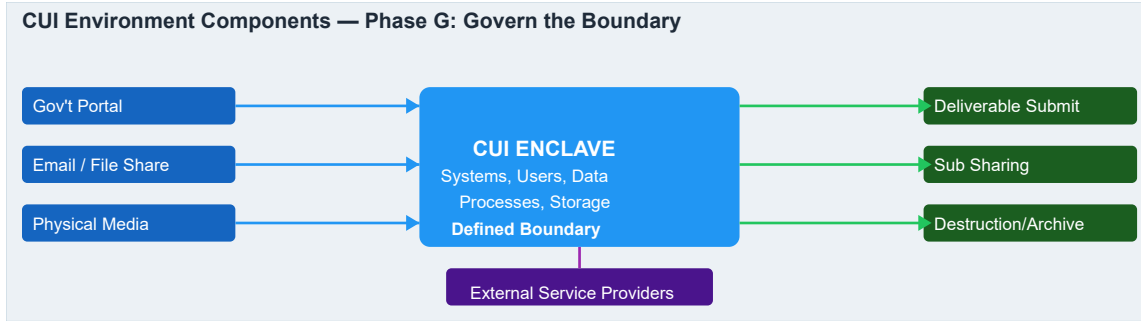 CUI Environment Components — Phase G: Govern the Boundary
Gov't Portal
Email / File Share
Physical Media
CUI ENCLAVE
Systems, Users, Data
Processes, Storage
Defined Boundary
Deliverable Submit
Sub Sharing
Destruction/Archive
External Service Providers